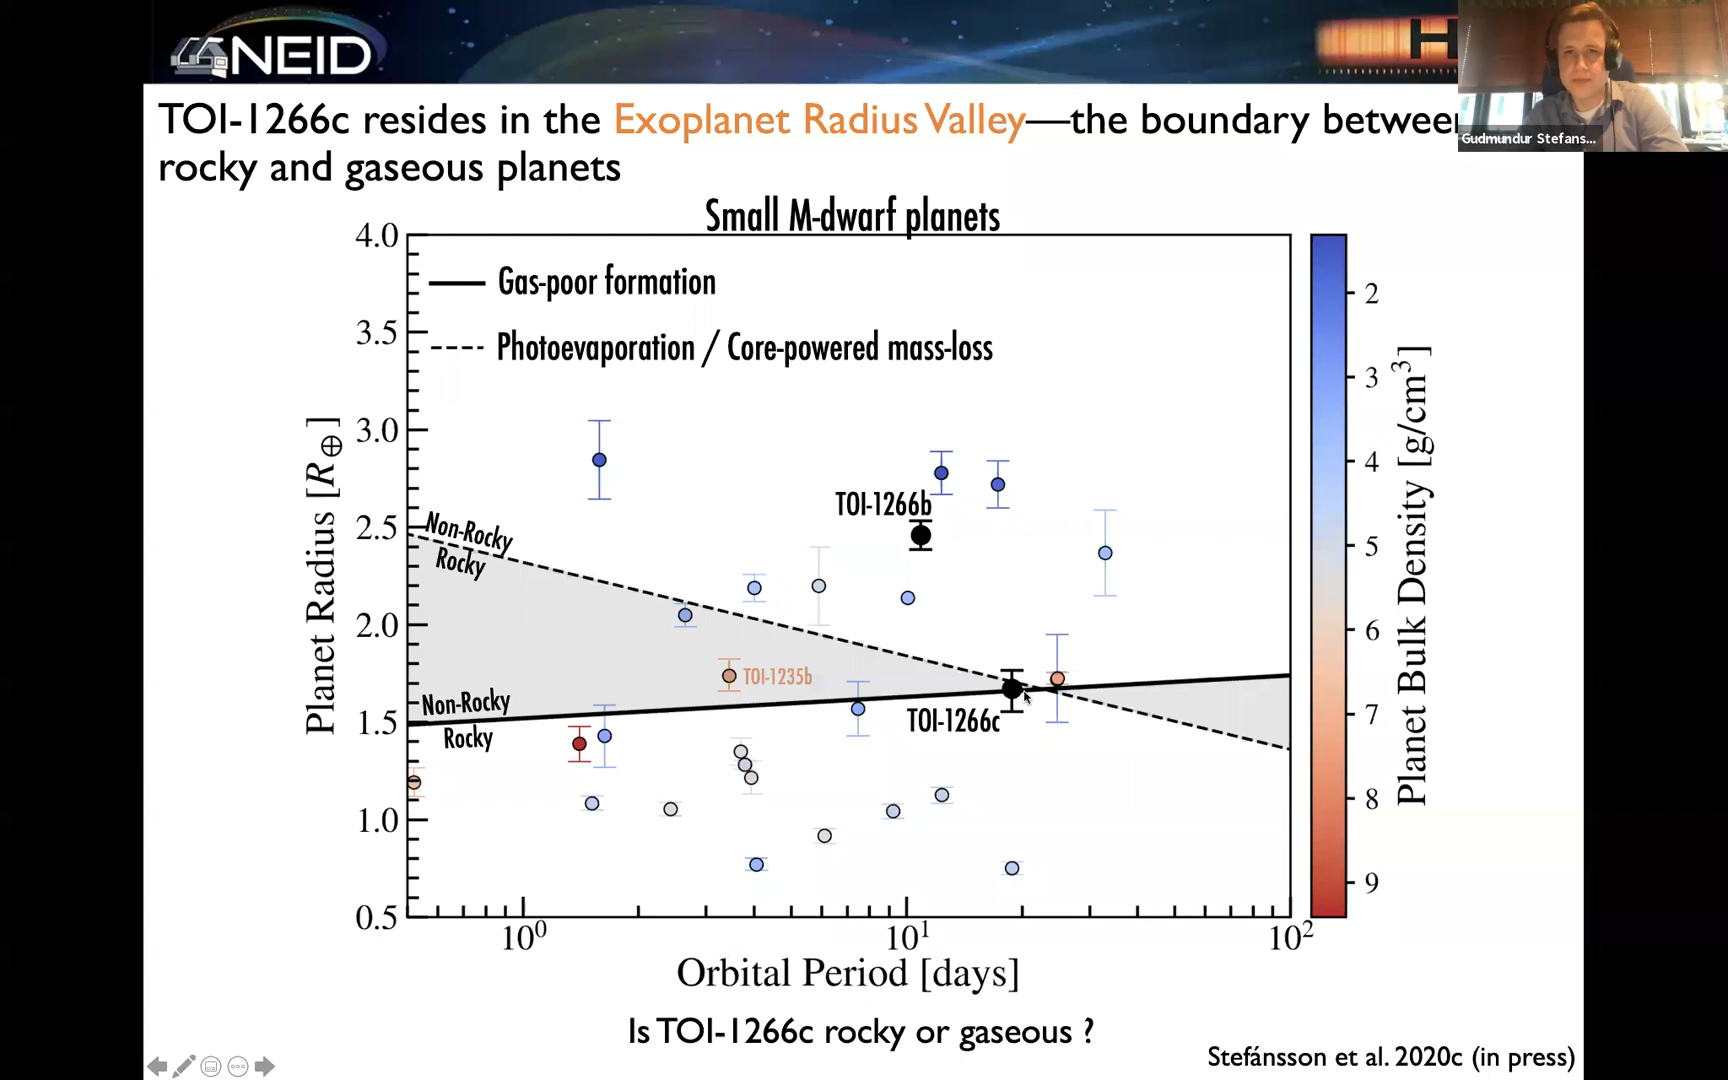 NEID
H
Gudmundur Stefans...
TOI-1266c resides in the Exoplanet Radius Valley—the boundary between
rocky and gaseous planets
Small M-dwarf planets
Gas-poor formation
Photoevaporation / Core-powered mass-loss
4.0
3.5
3.0
2.5
2.0
1.5
1.0
0.5
Planet Radius [R⊕]
Non-Rocky
Rocky
Non-Rocky
Rocky
TOI-1266b
TOI-1235b
TOI-1266c
10⁰
10¹
10²
Orbital Period [days]
2
3
4
5
6
7
8
9
Planet Bulk Density [g/cm³]
Is TOI-1266c rocky or gaseous ?
Stefánsson et al. 2020c (in press)